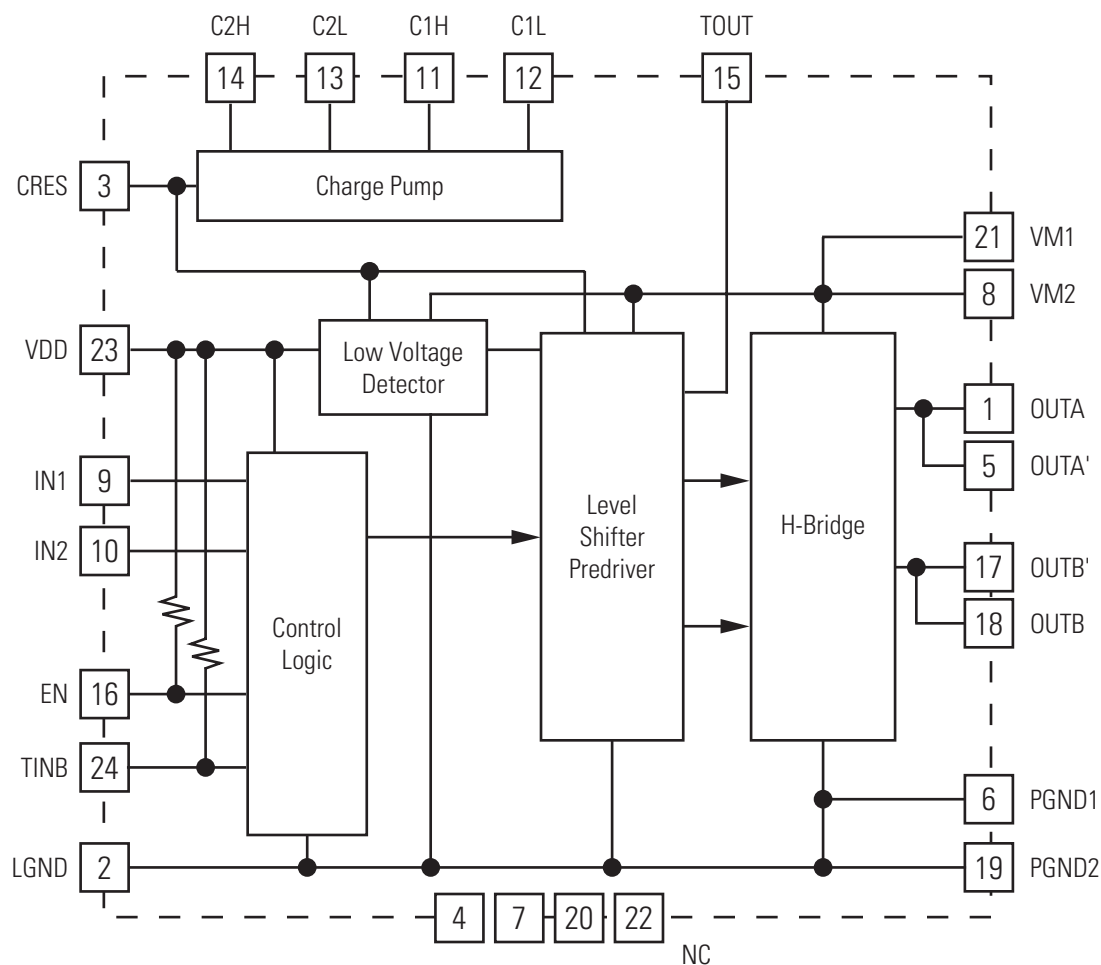 C2H C2L C1H C1L TOUT
14 13 11 12 15
CRES 3 Charge Pump
21 VM1
8 VM2
VDD 23 Low Voltage
Detector
1 OUTA
5 OUTA'
IN1 9
IN2 10
Level
Shifter
Predriver
H-Bridge
17 OUTB'
18 OUTB
Control
Logic
EN 16
TINB 24
6 PGND1
LGND 2
19 PGND2
4 7 20 22
NC